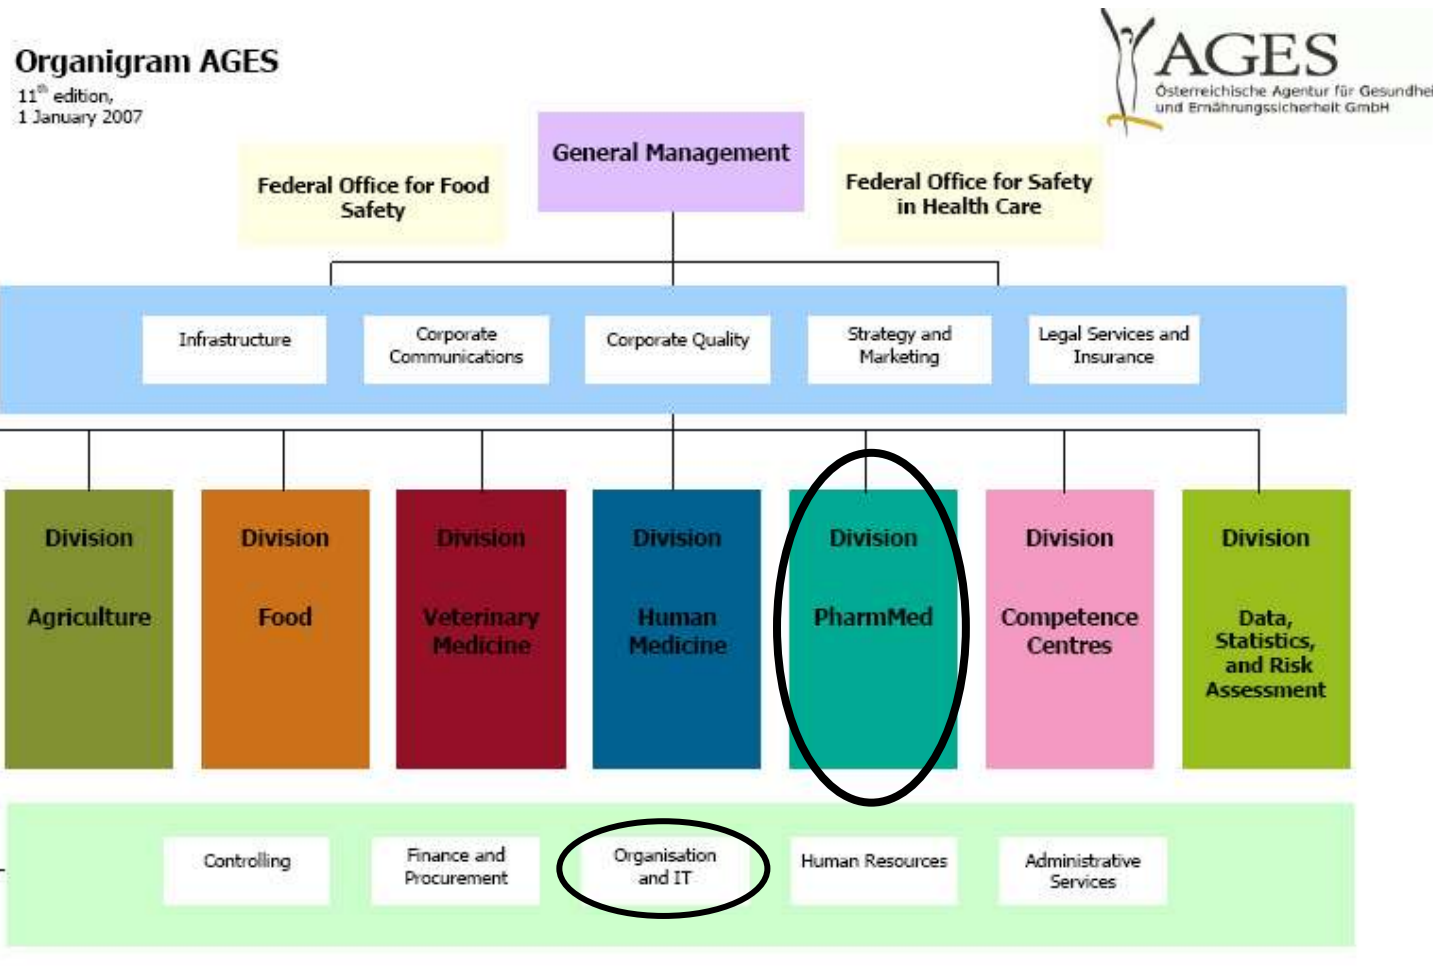 Organigram AGES
11th edition,
1 January 2007
AGES
Österreichische Agentur für Gesundhei
und Ernährungssicherheit GmbH
General Management
Federal Office for Food
Safety
Federal Office for Safety
in Health Care
Infrastructure
Corporate
Communications
Corporate Quality
Strategy and
Marketing
Legal Services and
Insurance
Division
Agriculture
Division
Food
Division
Veterinary
Medicine
Division
Human
Medicine
Division
PharmMed
Division
Competence
Centres
Division
Data,
Statistics,
and Risk
Assessment
Controlling
Finance and
Procurement
Organisation
and IT
Human Resources
Administrative
Services